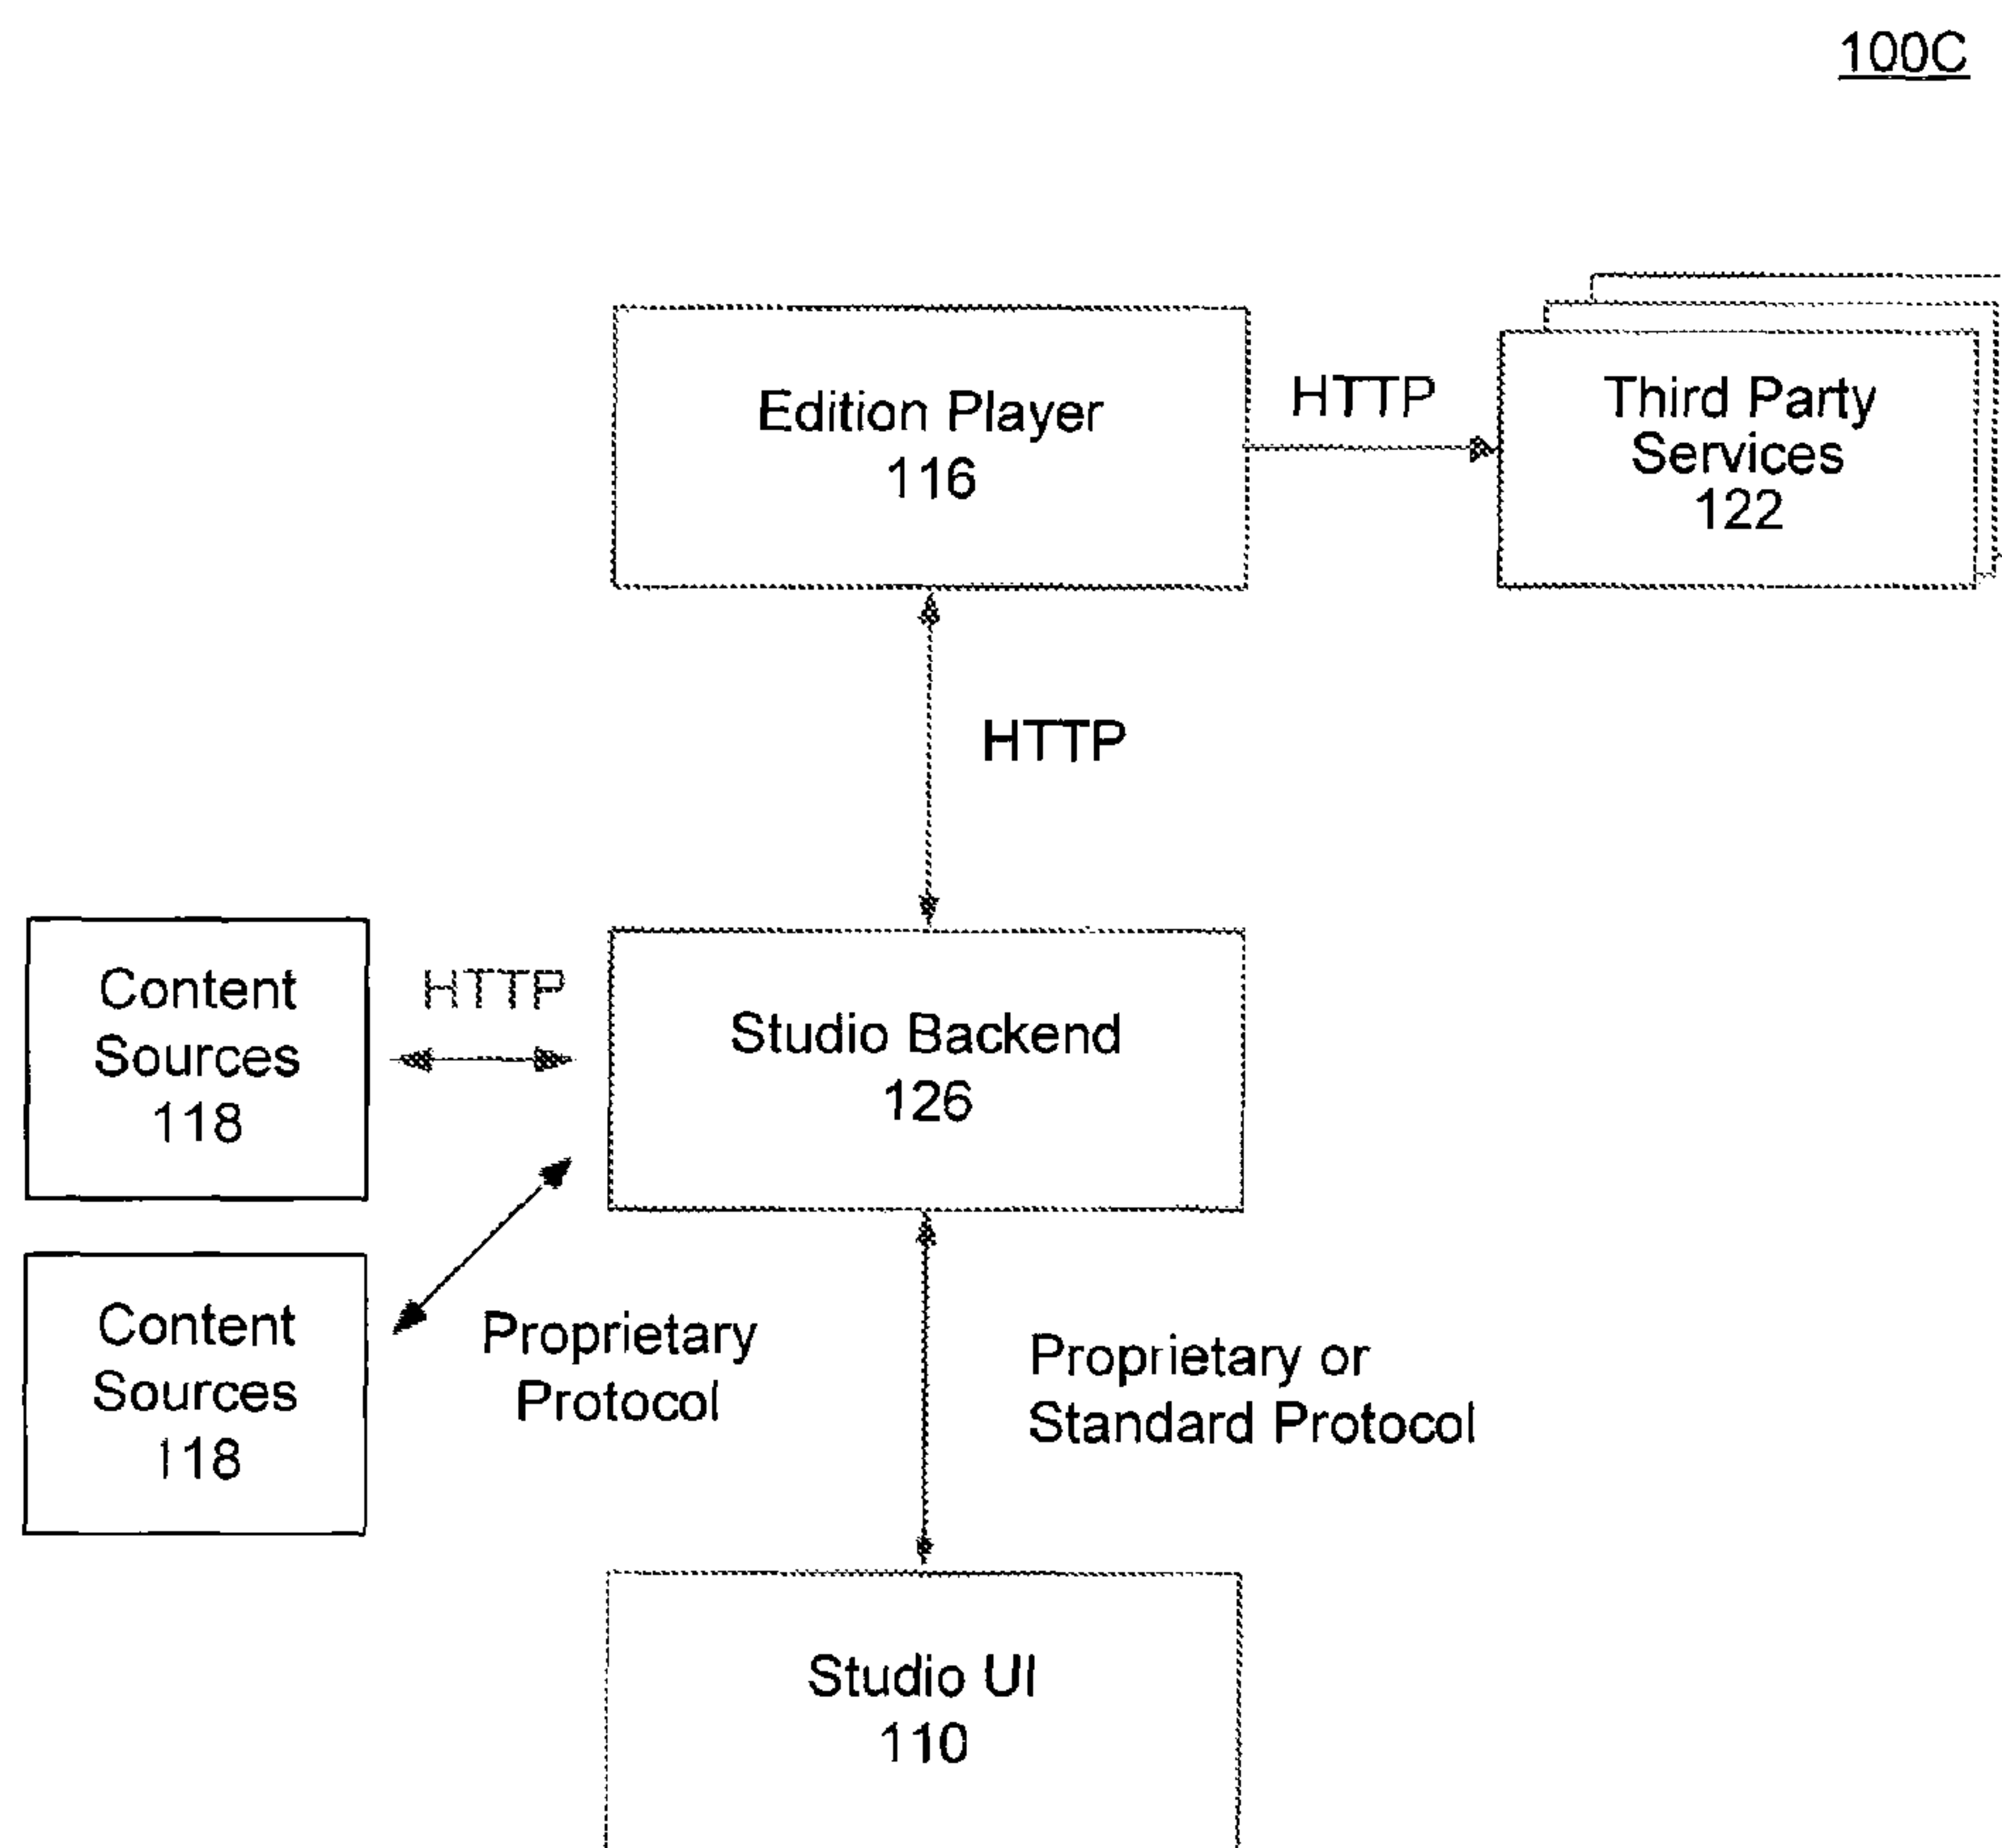 100C
Edition Player
116
HTTP
Third Party
Services
122
HTTP
Content
Sources
118
HTTP
Studio Backend
126
Content
Sources
118
Proprietary
Protocol
Proprietary or
Standard Protocol
Studio UI
110